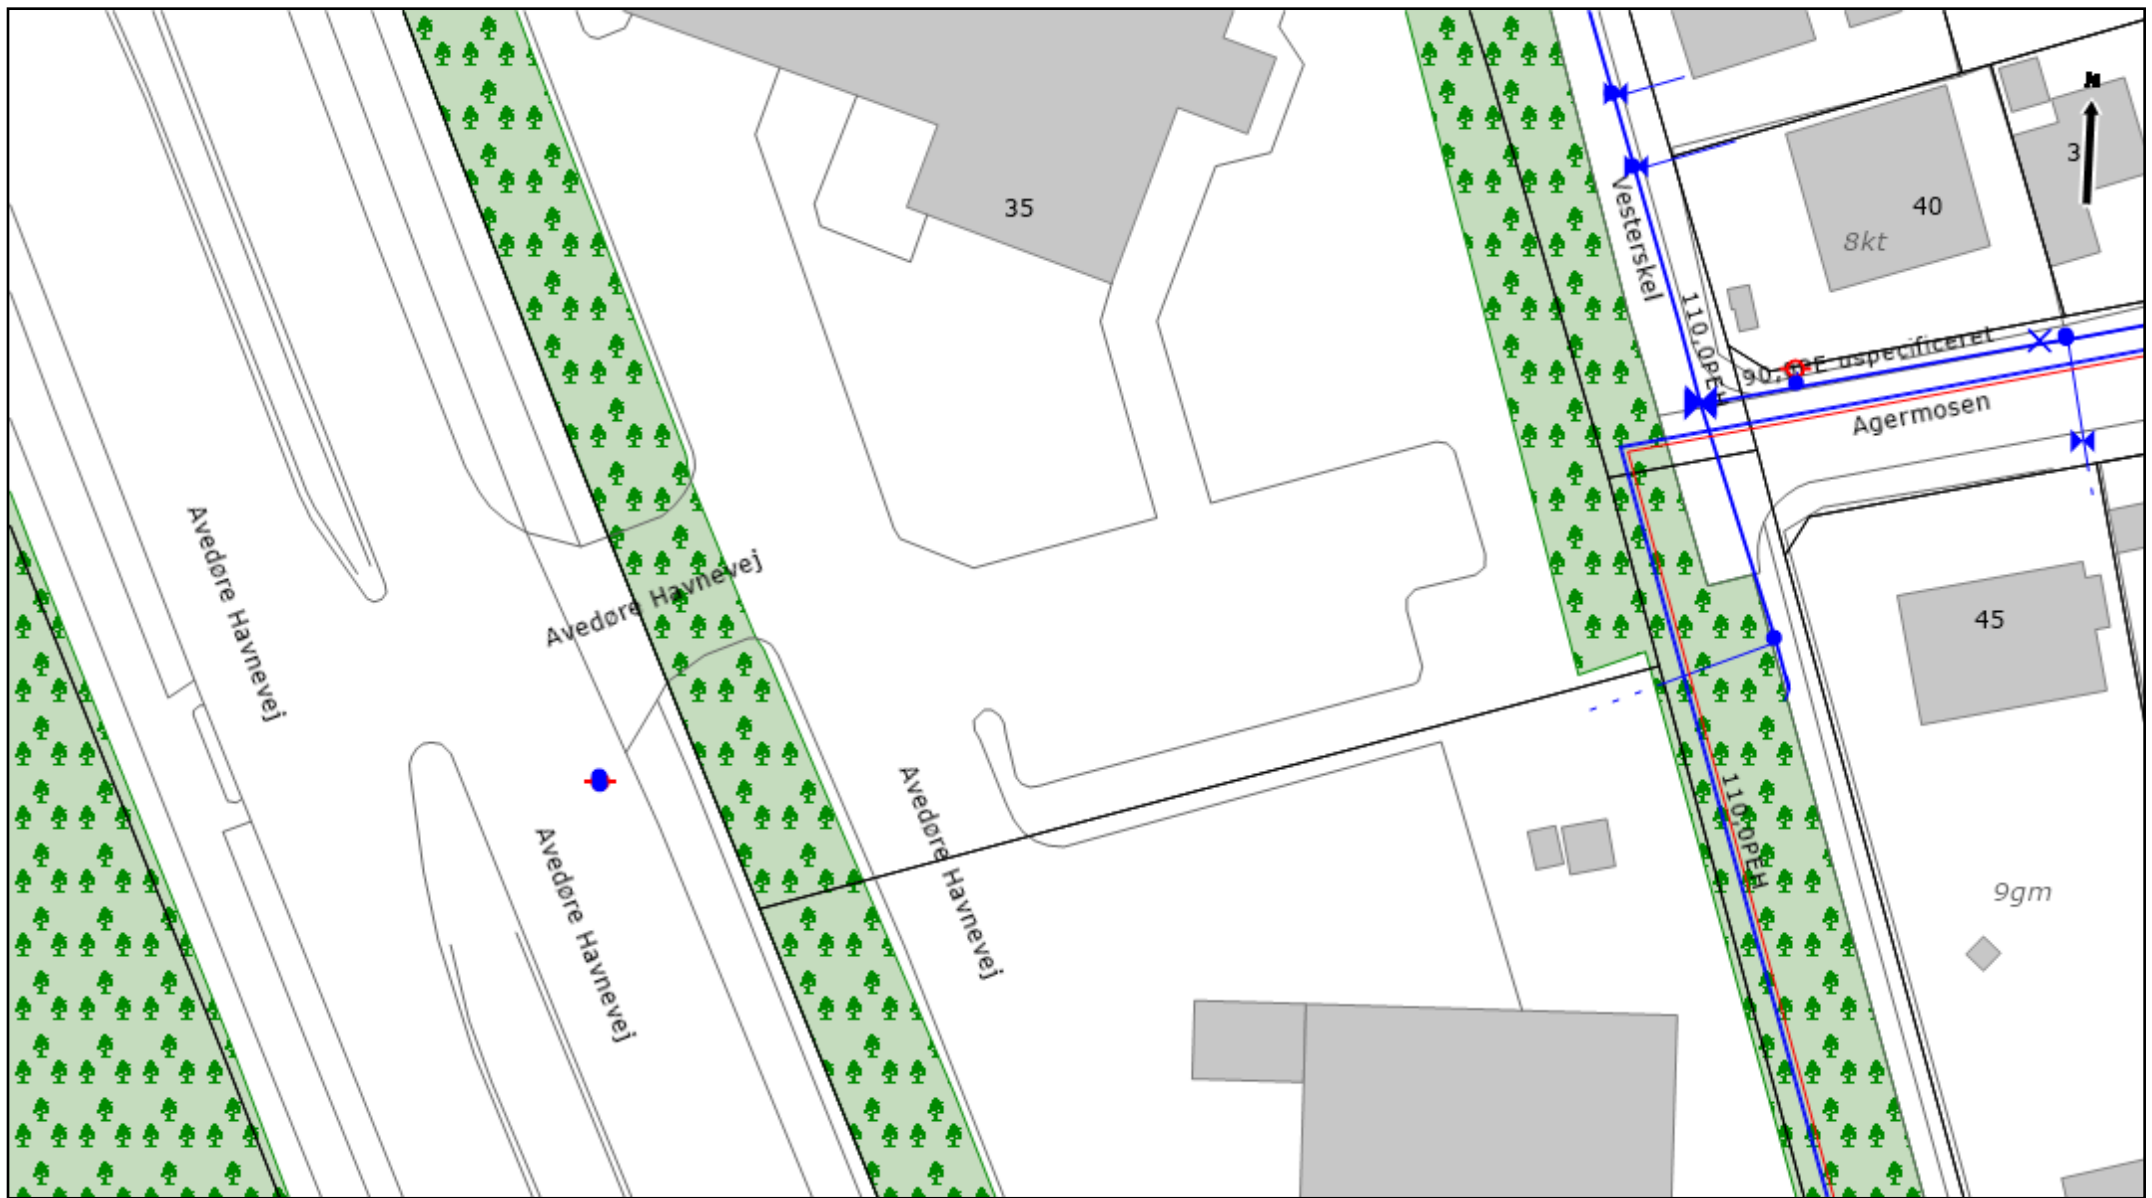 N
3
35
40
8kt
Vesterskel
110,0PEH
90,0PE uspecificeret
Agermosen
Avedøre Havnevej
Avedøre Havnevej
45
Avedøre Havnevej
Avedøre Havnevej
110,0PEH
9gm